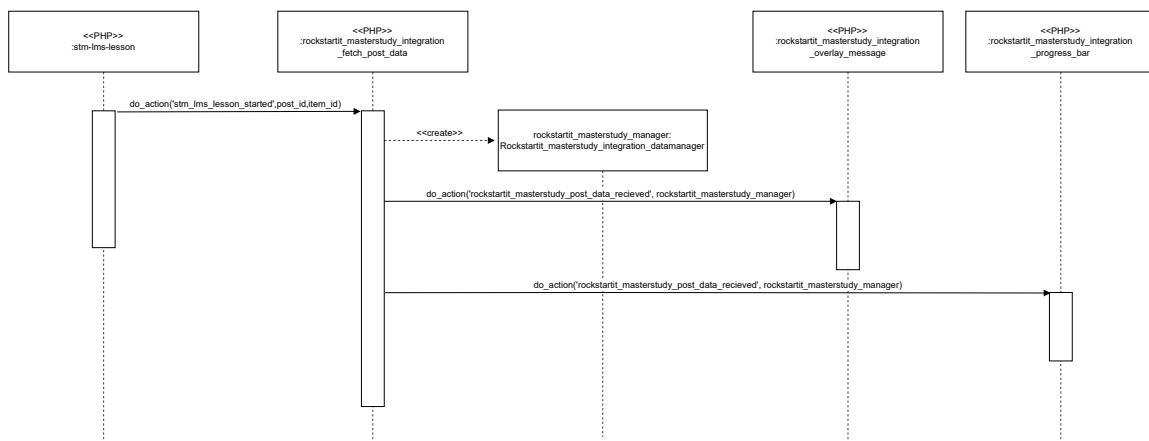 <<PHP>>
:stm-lms-lesson
<<PHP>>
:rockstartit_masterstudy_integration
_fetch_post_data
<<PHP>>
:rockstartit_masterstudy_integration
_overlay_message
<<PHP>>
:rockstartit_masterstudy_integration
_progress_bar
do_action('stm_lms_lesson_started',post_id,item_id)
<<create>>
rockstartit_masterstudy_manager:
Rockstartit_masterstudy_integration_datamanager
do_action('rockstartit_masterstudy_post_data_recieved', rockstartit_masterstudy_manager)
do_action('rockstartit_masterstudy_post_data_recieved', rockstartit_masterstudy_manager)